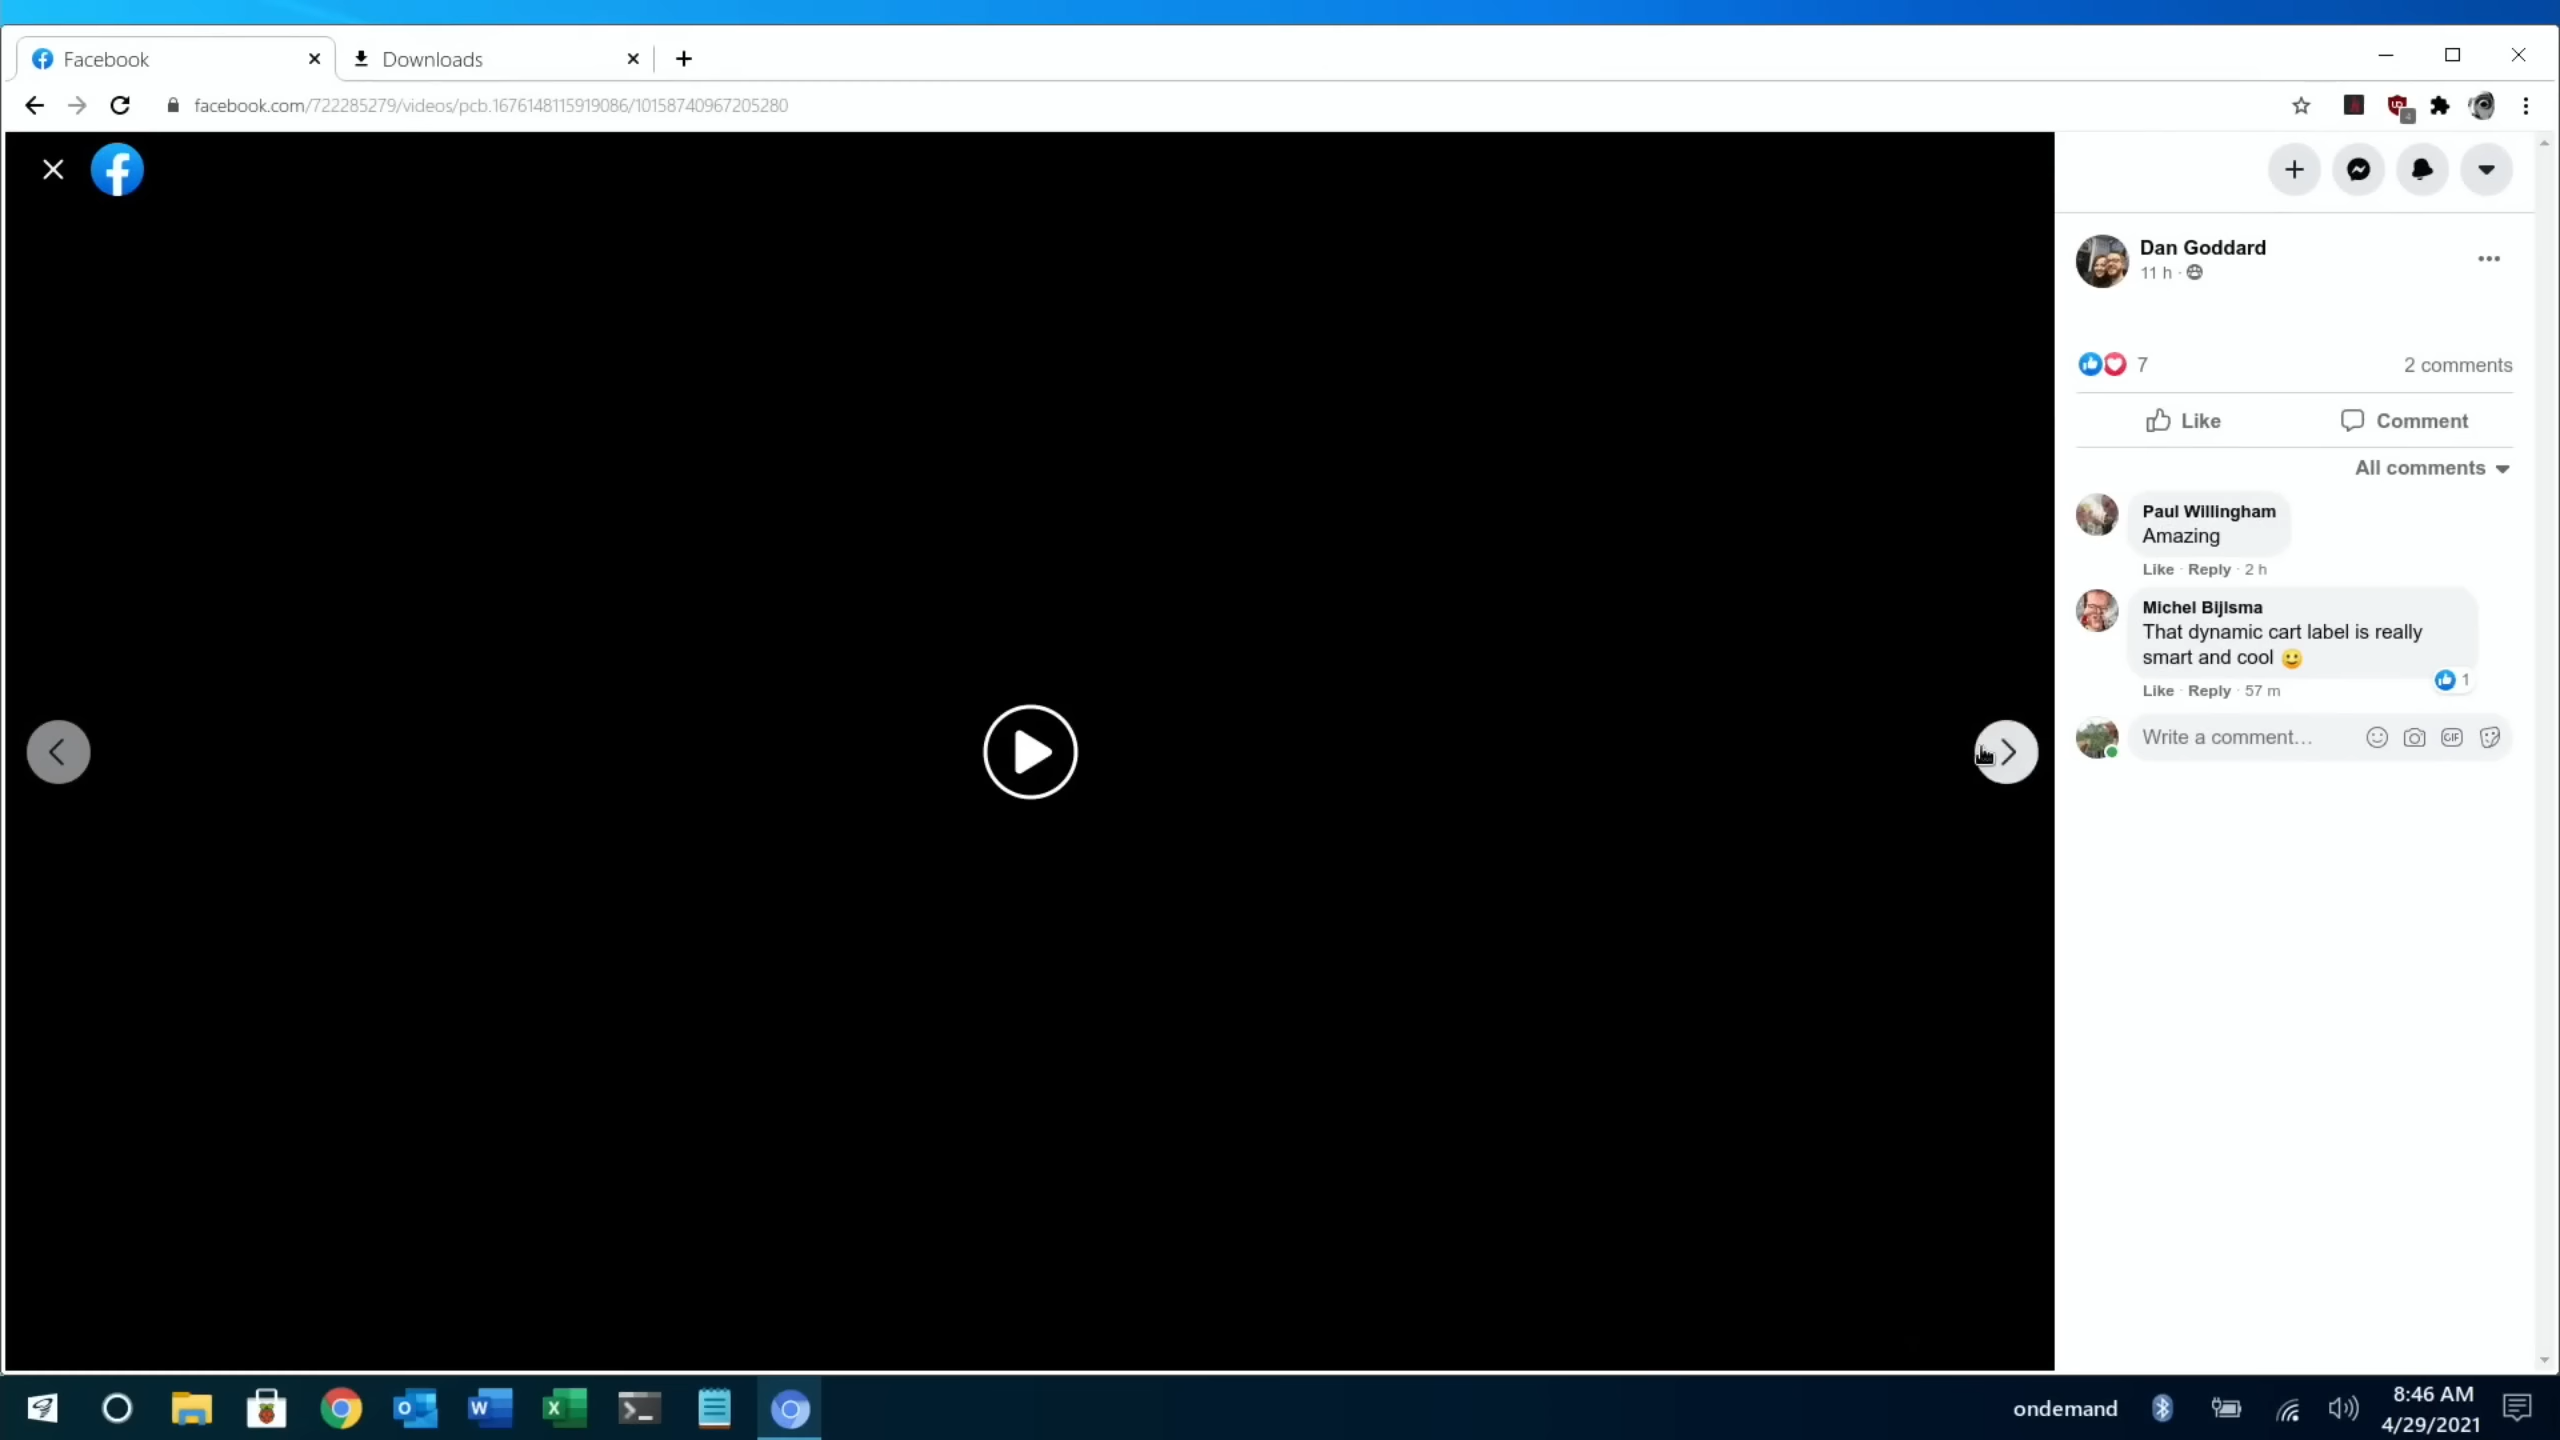 Facebook
Downloads
facebook.com/722285279/videos/pcb.1676148115919086/10158740967205280
Dan Goddard
11 h ·
7
2 comments
Like
Comment
All comments
Paul Willingham
Amazing
Like · Reply · 2 h
Michel Bijlsma
That dynamic cart label is really
smart and cool 🙂
1
Like · Reply · 57 m
Write a comment…
GIF
ondemand
8:46 AM
4/29/2021